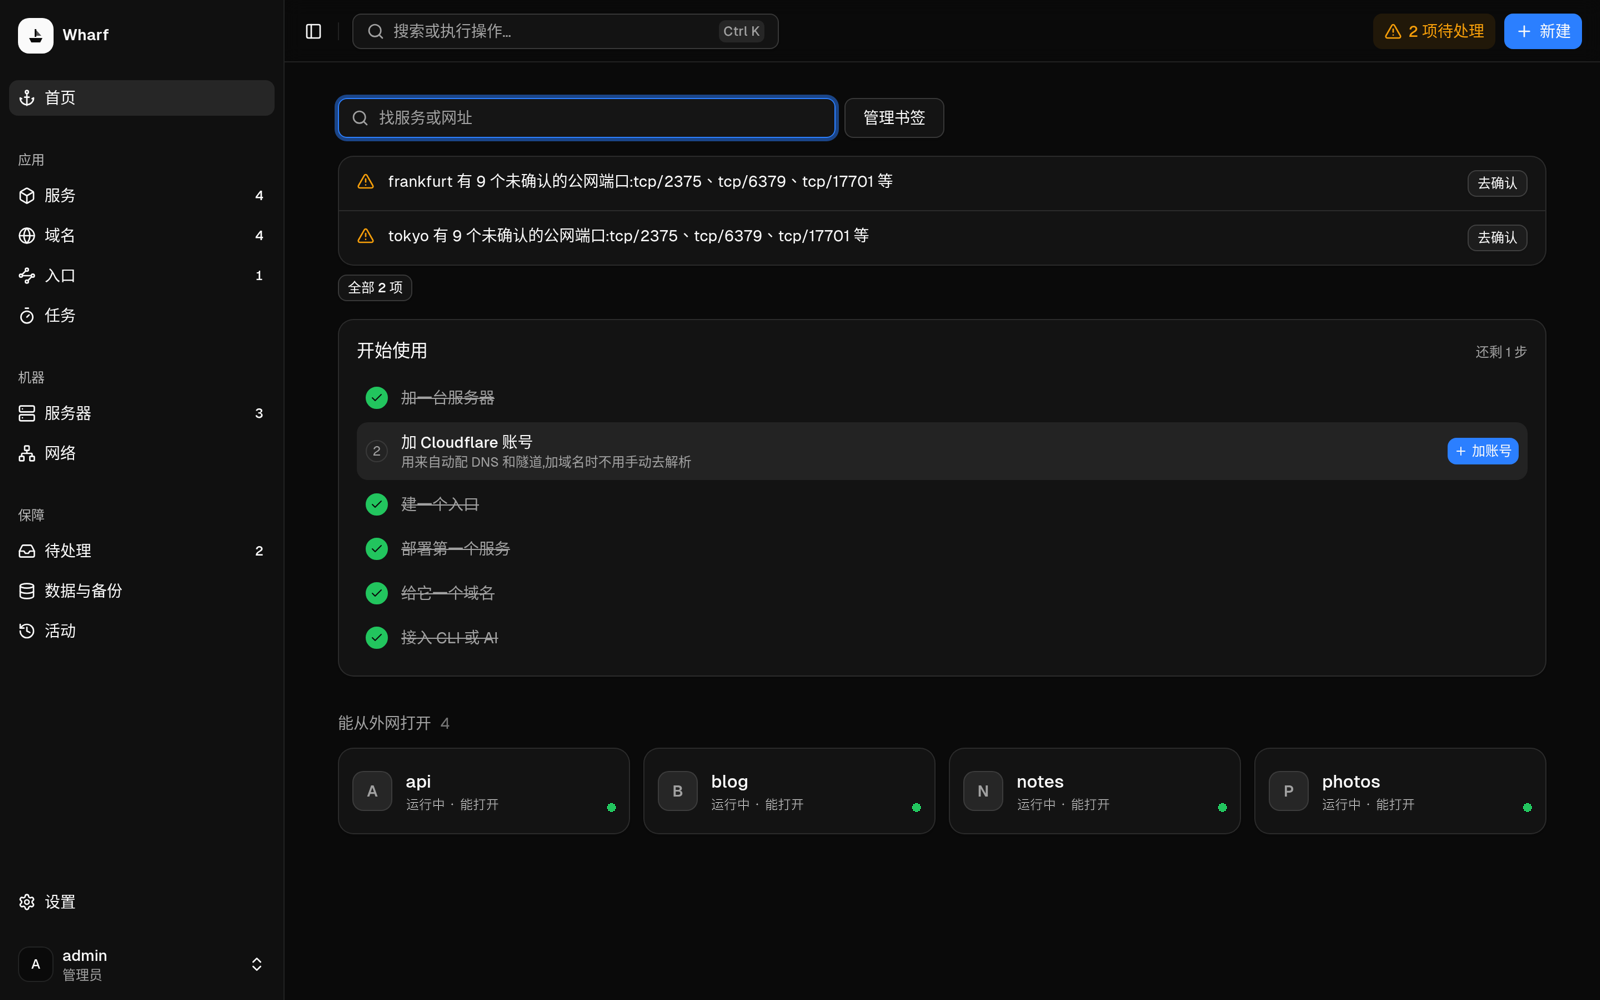 Wharf
首页
应用
服务 4
域名 4
入口 1
任务
机器
服务器 3
网络
保障
待处理 2
数据与备份
活动
设置
A
admin
管理员
搜索或执行操作... Ctrl K
2 项待处理
+ 新建
找服务或网址
管理书签
frankfurt 有 9 个未确认的公网端口:tcp/2375、tcp/6379、tcp/17701 等
去确认
tokyo 有 9 个未确认的公网端口:tcp/2375、tcp/6379、tcp/17701 等
去确认
全部 2 项
开始使用
还剩 1 步
加一台服务器
2
加 Cloudflare 账号
用来自动配 DNS 和隧道,加域名时不用手动去解析
+ 加账号
建一个入口
部署第一个服务
给它一个域名
接入 CLI 或 AI
能从外网打开 4
A
api
运行中 · 能打开
B
blog
运行中 · 能打开
N
notes
运行中 · 能打开
P
photos
运行中 · 能打开